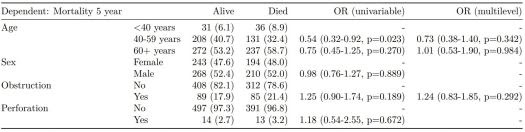 Dependent: Mortality 5 year Alive Died OR (univariable) OR (multilevel)
Age <40 years 31 (6.1) 36 (8.9) - -
40-59 years 208 (40.7) 131 (32.4) 0.54 (0.32-0.92, p=0.023) 0.73 (0.38-1.40, p=0.342)
60+ years 272 (53.2) 237 (58.7) 0.75 (0.45-1.25, p=0.270) 1.01 (0.53-1.90, p=0.984)
Sex Female 243 (47.6) 194 (48.0) - -
Male 268 (52.4) 210 (52.0) 0.98 (0.76-1.27, p=0.889) -
Obstruction No 408 (82.1) 312 (78.6) - -
Yes 89 (17.9) 85 (21.4) 1.25 (0.90-1.74, p=0.189) 1.24 (0.83-1.85, p=0.292)
Perforation No 497 (97.3) 391 (96.8) - -
Yes 14 (2.7) 13 (3.2) 1.18 (0.54-2.55, p=0.672) -